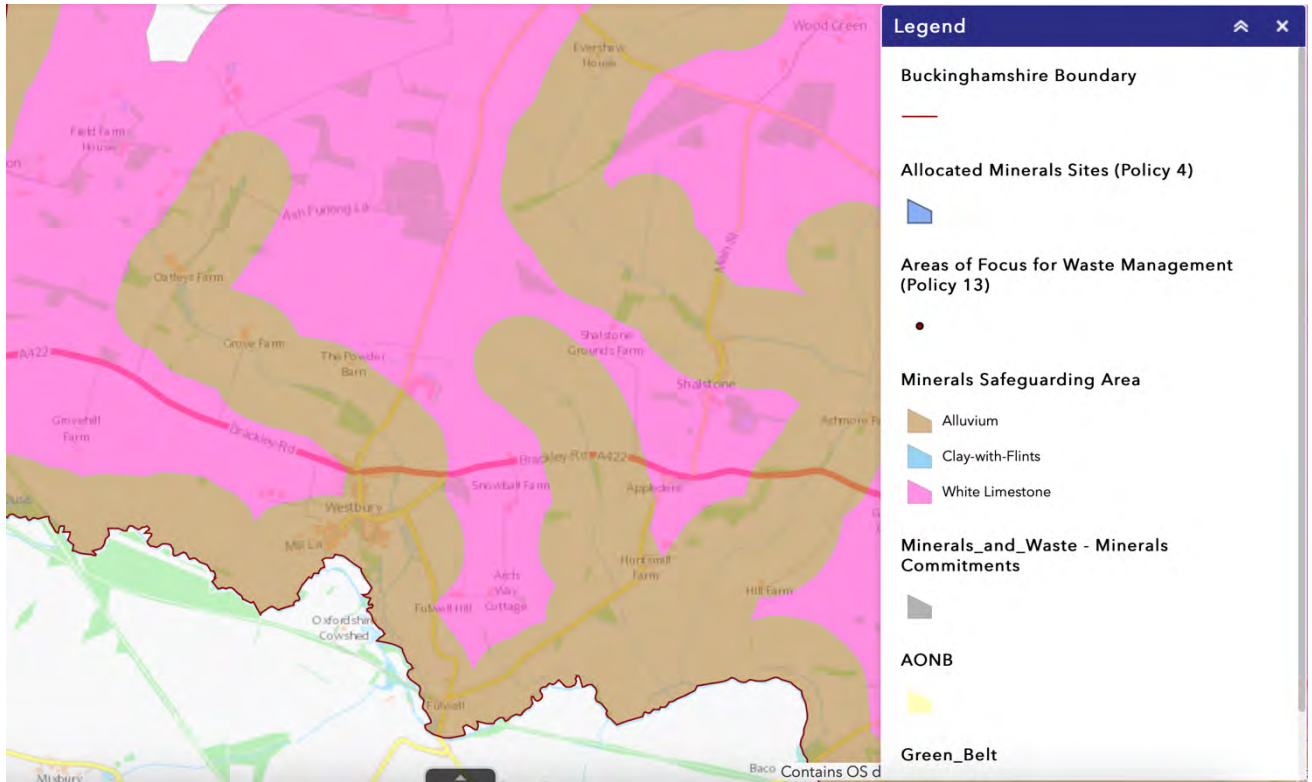 Wood Green
Evershaw
House
Field Farm
House
on
Ash Furlong La
Main St
Oatleys Farm
Grove Farm
The Powder
Barn
Shalstone
Grounds Farm
Shalstone
A422
Grovehill
Farm
Brackley Rd
Brackley Rd A422
Ashmore Fa
Snowball Farm
Appledore
Westbury
Mill La
Huntsmill
Farm
Hill Farm
Arch
Way
Cottage
Fulwell Hill
Oxfordshire
Cowshed
Fulwell
Mixbury
Baco
Contains OS d
Legend
Buckinghamshire Boundary
Allocated Minerals Sites (Policy 4)
Areas of Focus for Waste Management
(Policy 13)
Minerals Safeguarding Area
Alluvium
Clay-with-Flints
White Limestone
Minerals_and_Waste - Minerals
Commitments
AONB
Green_Belt